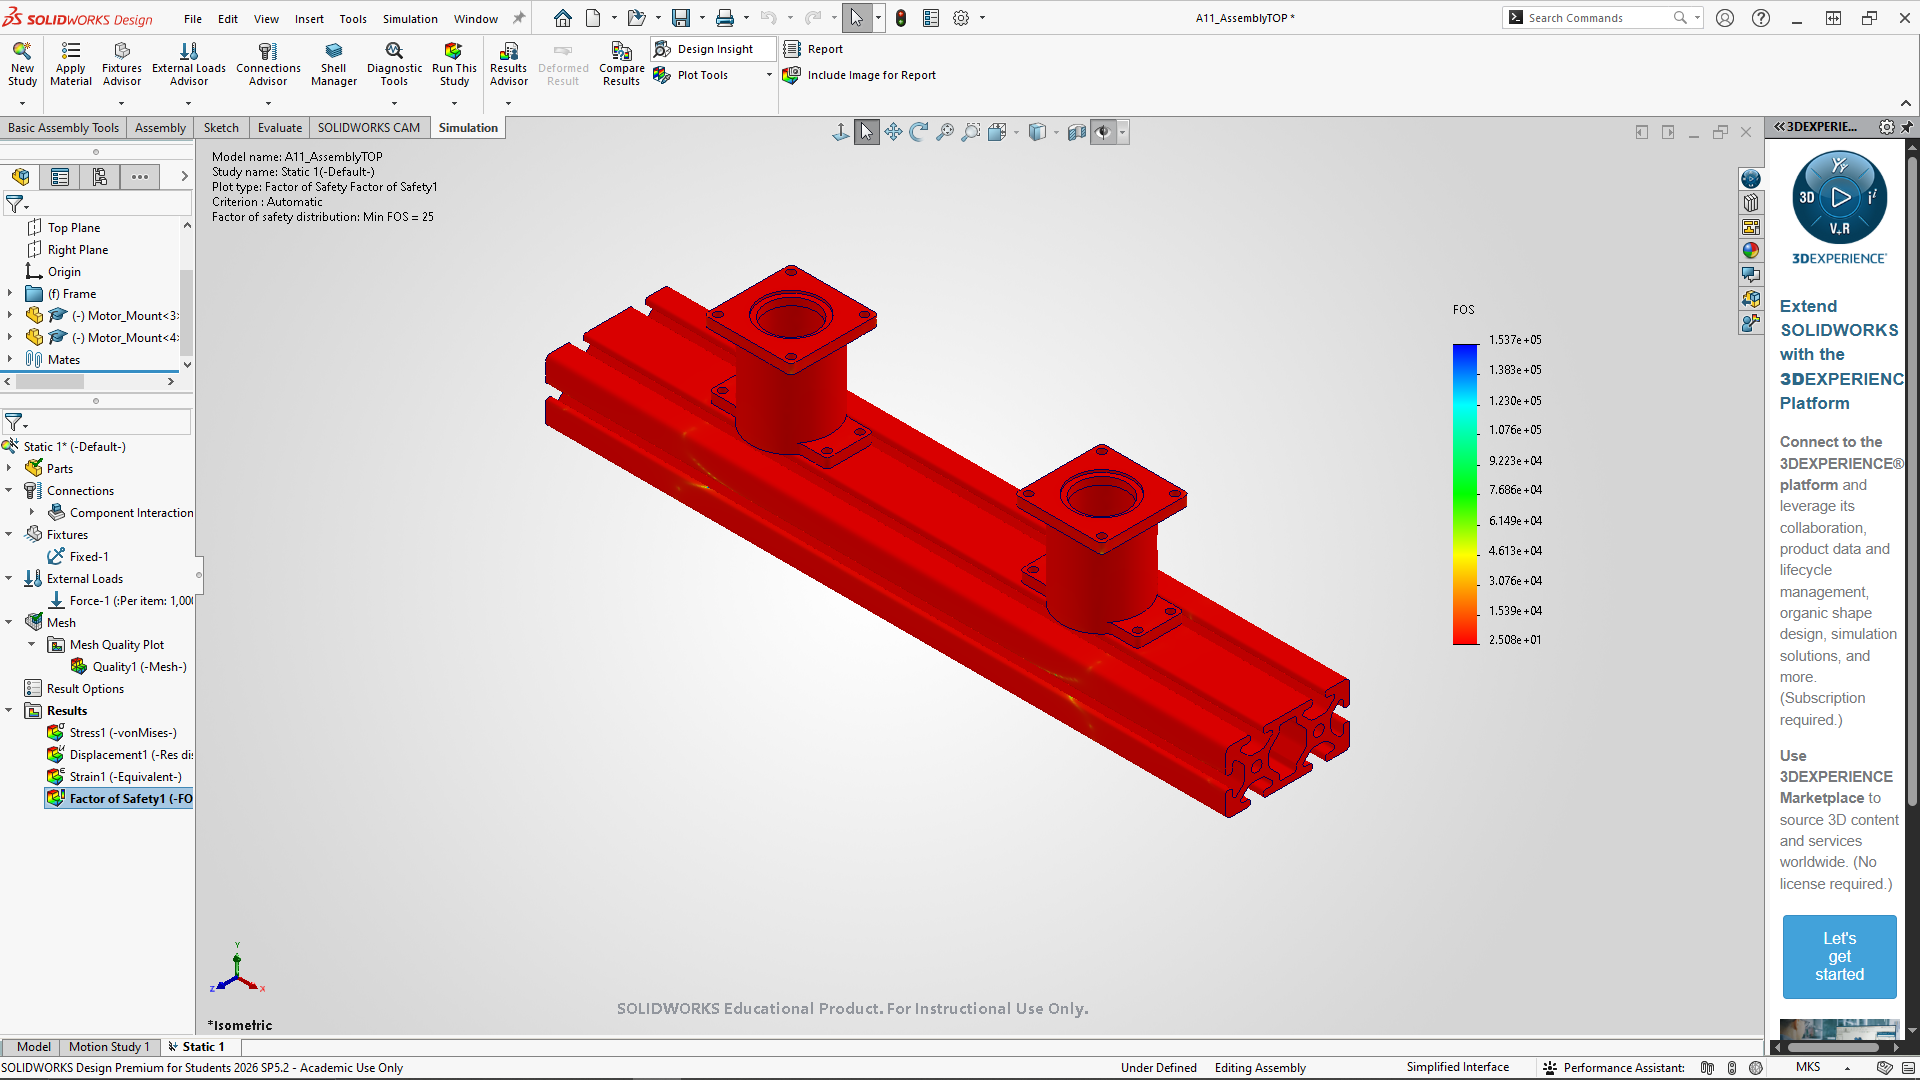 SOLIDWORKS Design
File Edit View Insert Tools Simulation Window
A11_AssemblyTOP *
Search Commands
New Study
Apply Material
Fixtures Advisor
External Loads Advisor
Connections Advisor
Shell Manager
Diagnostic Tools
Run This Study
Results Advisor
Deformed Result
Compare Results
Design Insight
Plot Tools
Report
Include Image for Report
Basic Assembly Tools Assembly Sketch Evaluate SOLIDWORKS CAM Simulation
Top Plane
Right Plane
Origin
(f) Frame
(-) Motor_Mount<3>
(-) Motor_Mount<4>
Mates
Static 1* (-Default-)
Parts
Connections
Component Interaction
Fixtures
Fixed-1
External Loads
Force-1 (:Per item: 1,000
Mesh
Mesh Quality Plot
Quality1 (-Mesh-)
Result Options
Results
Stress1 (-vonMises-)
Displacement1 (-Res dis
Strain1 (-Equivalent-)
Factor of Safety1 (-FO
Model name: A11_AssemblyTOP
Study name: Static 1(-Default-)
Plot type: Factor of Safety Factor of Safety1
Criterion : Automatic
Factor of safety distribution: Min FOS = 25
FOS
1.537e+05
1.383e+05
1.230e+05
1.076e+05
9.223e+04
7.686e+04
6.149e+04
4.613e+04
3.076e+04
1.539e+04
2.508e+01
Y
Z
X
*Isometric
SOLIDWORKS Educational Product. For Instructional Use Only.
3DEXPERIE...
3D
V+R
3DEXPERIENCE
Extend
SOLIDWORKS
with the
3DEXPERIENC
Platform
Connect to the
3DEXPERIENCE®
platform and
leverage its
collaboration,
product data and
lifecycle
management,
organic shape
design, simulation
solutions, and
more.
(Subscription
required.)
Use
3DEXPERIENCE
Marketplace to
source 3D content
and services
worldwide. (No
license required.)
Let's
get
started
Model Motion Study 1 Static 1
SOLIDWORKS Design Premium for Students 2026 SP5.2 - Academic Use Only
Under Defined Editing Assembly Simplified Interface Performance Assistant: MKS